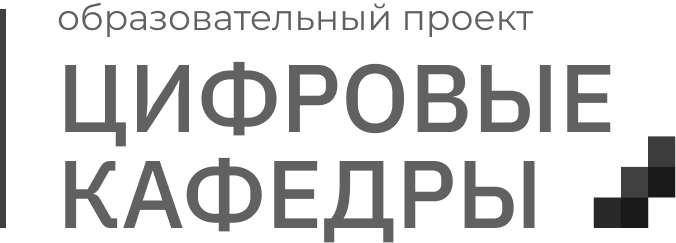 образовательный проект
ЦИФРОВЫЕ
КАФЕДРЫ